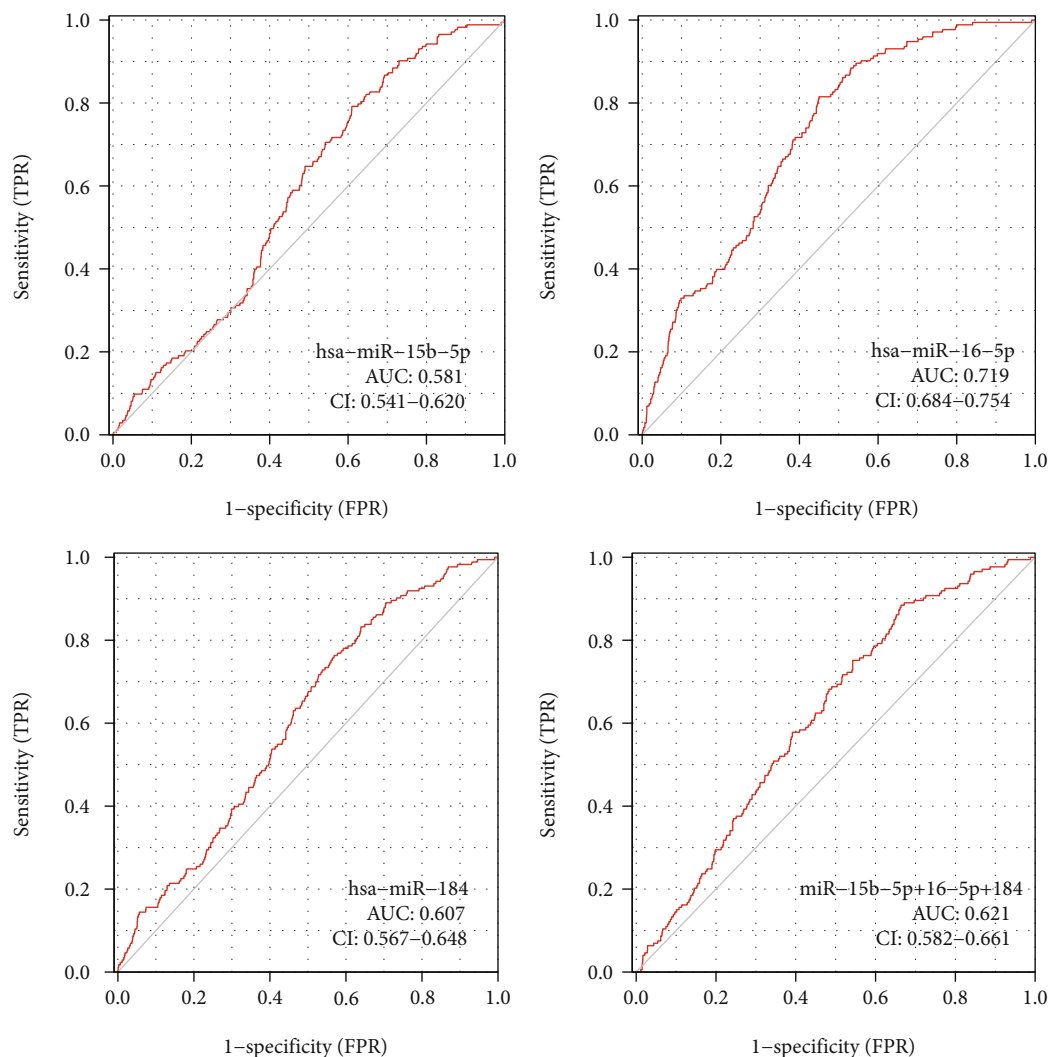 1.0
0.8
0.6
0.4
0.2
0.0
Sensitivity (TPR)
hsa−miR−15b−5p
AUC: 0.581
CI: 0.541−0.620
0.0 0.2 0.4 0.6 0.8 1.0
1−specificity (FPR)
1.0
0.8
0.6
0.4
0.2
0.0
Sensitivity (TPR)
hsa−miR−16−5p
AUC: 0.719
CI: 0.684−0.754
0.0 0.2 0.4 0.6 0.8 1.0
1−specificity (FPR)
1.0
0.8
0.6
0.4
0.2
0.0
Sensitivity (TPR)
hsa−miR−184
AUC: 0.607
CI: 0.567−0.648
0.0 0.2 0.4 0.6 0.8 1.0
1−specificity (FPR)
1.0
0.8
0.6
0.4
0.2
0.0
Sensitivity (TPR)
miR−15b−5p+16−5p+184
AUC: 0.621
CI: 0.582−0.661
0.0 0.2 0.4 0.6 0.8 1.0
1−specificity (FPR)